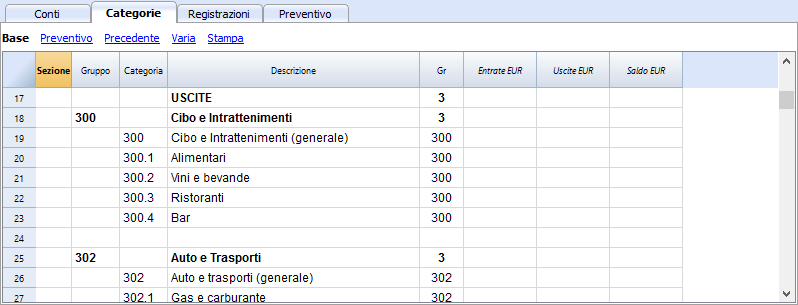 Conti Categorie Registrazioni Preventivo
Base Preventivo Precedente Varia Stampa
Sezione Gruppo Categoria Descrizione Gr Entrate EUR Uscite EUR Saldo EUR
17 USCITE 3
18 300 Cibo e Intrattenimenti 3
19 300 Cibo e Intrattenimenti (generale) 300
20 300.1 Alimentari 300
21 300.2 Vini e bevande 300
22 300.3 Ristoranti 300
23 300.4 Bar 300
24
25 302 Auto e Trasporti 3
26 302 Auto e trasporti (generale) 302
27 302.1 Gas e carburante 302